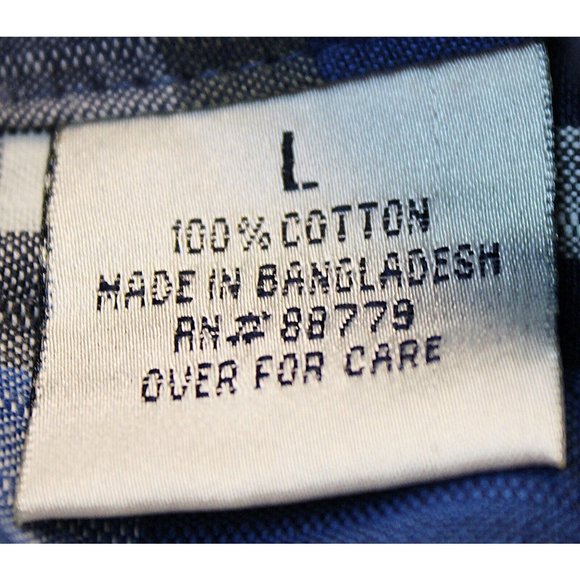 L
100% COTTON
MADE IN BANGLADESH
RN# 88779
OVER FOR CARE